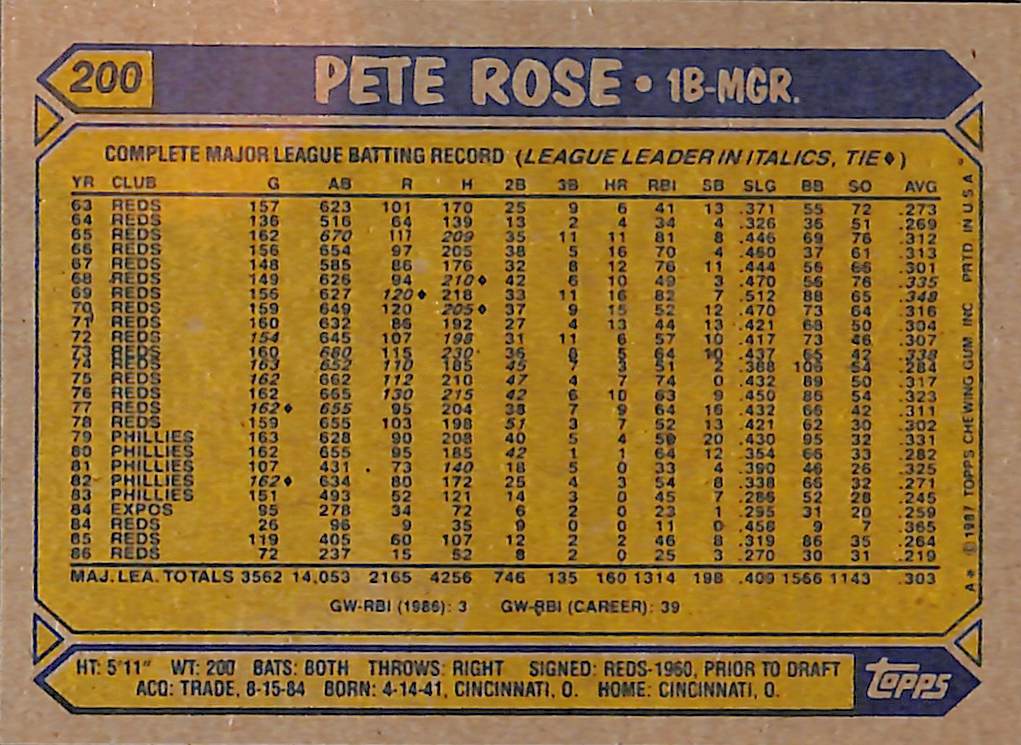 200 PETE ROSE • 1B-MGR.
COMPLETE MAJOR LEAGUE BATTING RECORD (LEAGUE LEADER IN ITALICS, TIE♦)
YR CLUB G AB R H 2B 3B HR RBI SB SLG BB SO AVG
63 REDS 157 623 101 170 25 9 6 41 13 .371 55 72 .273
64 REDS 136 516 64 139 13 2 4 34 4 .326 36 51 .269
65 REDS 162 670 117 209 35 11 11 81 8 .446 69 76 .312
66 REDS 156 654 97 205 38 5 16 70 4 .460 37 61 .313
67 REDS 148 585 86 176 32 8 12 76 11 .444 56 66 .301
68 REDS 149 626 94 210♦ 42 6 10 49 3 .470 56 76 .335
69 REDS 156 627 120♦ 218 33 11 16 82 7 .512 88 65 .348
70 REDS 159 649 120 205♦ 37 9 15 52 12 .470 73 64 .316
71 REDS 160 632 86 192 27 4 13 44 13 .421 68 50 .304
72 REDS 154 645 107 198 31 11 6 57 10 .417 73 46 .307
73 REDS 160 680 115 230 36 8 5 64 10 .437 65 42 .338
74 REDS 163 652 110 185 45 7 3 51 2 .388 106 54 .284
75 REDS 162 662 112 210 47 4 7 74 0 .432 89 50 .317
76 REDS 162 665 130 215 42 6 10 63 9 .450 86 54 .323
77 REDS 162♦ 655 95 204 38 7 9 64 16 .432 66 42 .311
78 REDS 159 655 103 198 51 3 7 52 13 .421 62 30 .302
79 PHILLIES 163 628 90 208 40 5 4 59 20 .430 95 32 .331
80 PHILLIES 162 655 95 185 42 1 1 64 12 .354 66 33 .282
81 PHILLIES 107 431 73 140 18 5 0 33 4 .390 46 26 .325
82 PHILLIES 162♦ 634 80 172 25 4 3 54 8 .338 66 32 .271
83 PHILLIES 151 493 52 121 14 3 0 45 7 .286 52 28 .245
84 EXPOS 95 278 34 72 6 2 0 23 1 .295 31 20 .259
84 REDS 26 96 9 35 9 0 0 11 0 .458 9 7 .365
85 REDS 119 405 60 107 12 2 2 46 8 .319 86 35 .264
86 REDS 72 237 15 52 8 2 0 25 3 .270 30 31 .219
MAJ. LEA. TOTALS 3562 14,053 2165 4256 746 135 160 1314 198 .409 1566 1143 .303
GW-RBI (1986): 3 GW-RBI (CAREER): 39
A* © 1987 TOPPS CHEWING GUM INC PRTD IN U.S.A.
HT: 5'11" WT: 200 BATS: BOTH THROWS: RIGHT SIGNED: REDS-1960, PRIOR TO DRAFT
ACQ: TRADE, 8-15-84 BORN: 4-14-41, CINCINNATI, O. HOME: CINCINNATI, O.
TOPPS